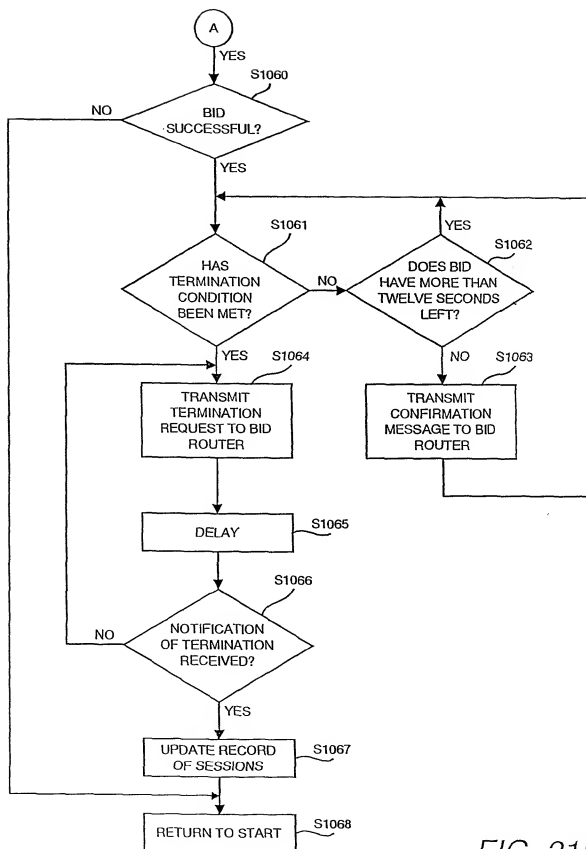 A
YES
S1060
NO
BID
SUCCESSFUL?
YES
YES
S1061
S1062
HAS
TERMINATION
CONDITION
BEEN MET?
NO
DOES BID
HAVE MORE THAN
TWELVE SECONDS
LEFT?
YES
S1064
NO
S1063
TRANSMIT
TERMINATION
REQUEST TO BID
ROUTER
TRANSMIT
CONFIRMATION
MESSAGE TO BID
ROUTER
DELAY
S1065
S1066
NO
NOTIFICATION
OF TERMINATION
RECEIVED?
YES
UPDATE RECORD
OF SESSIONS
S1067
RETURN TO START
S1068